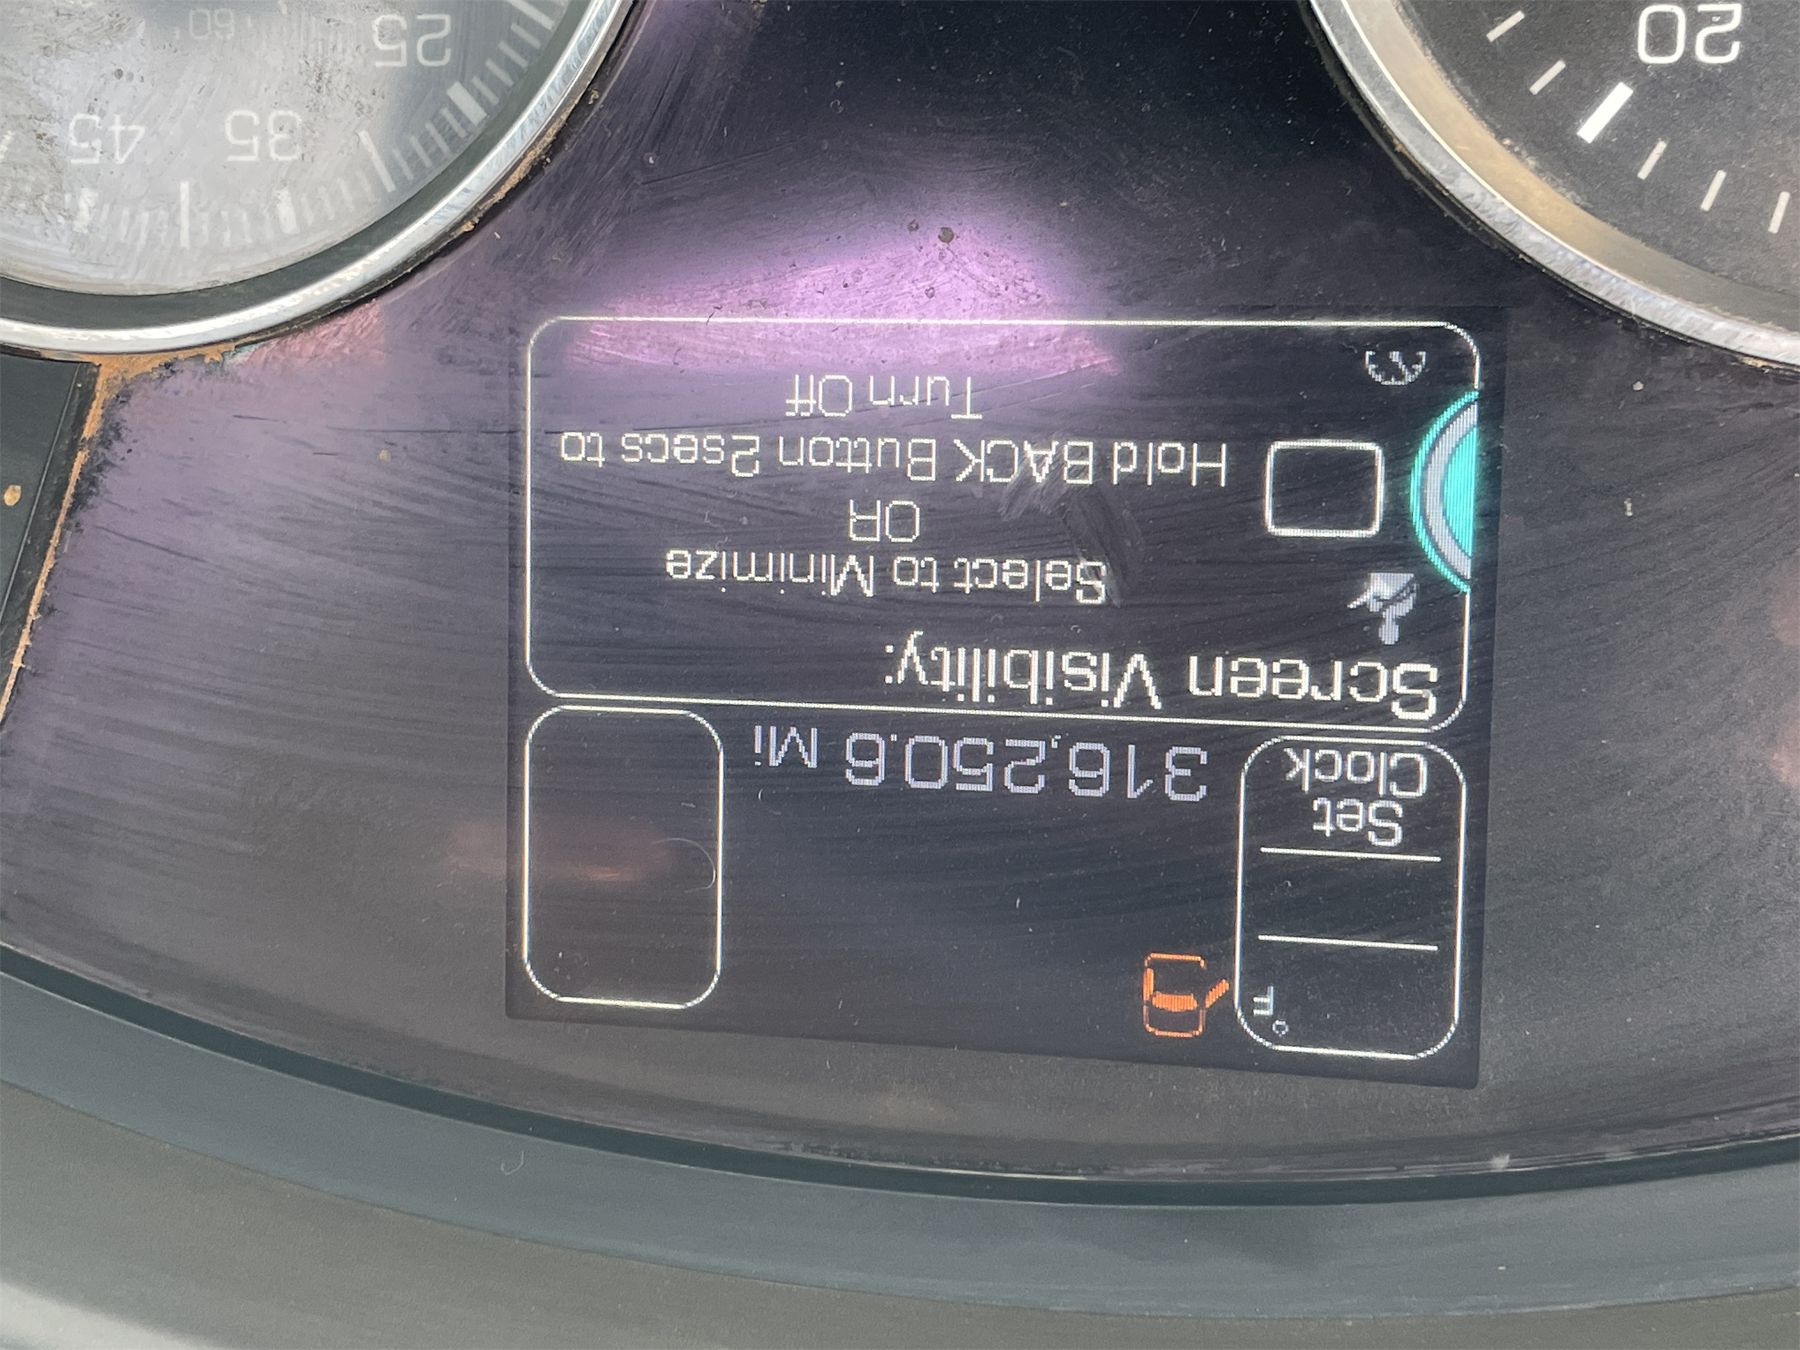 °F
Set
Clock
316,250.6 Mi
Screen Visibility:
Select to Minimize
OR
Hold BACK Button 2secs to
Turn Off
20
25
35
45
60